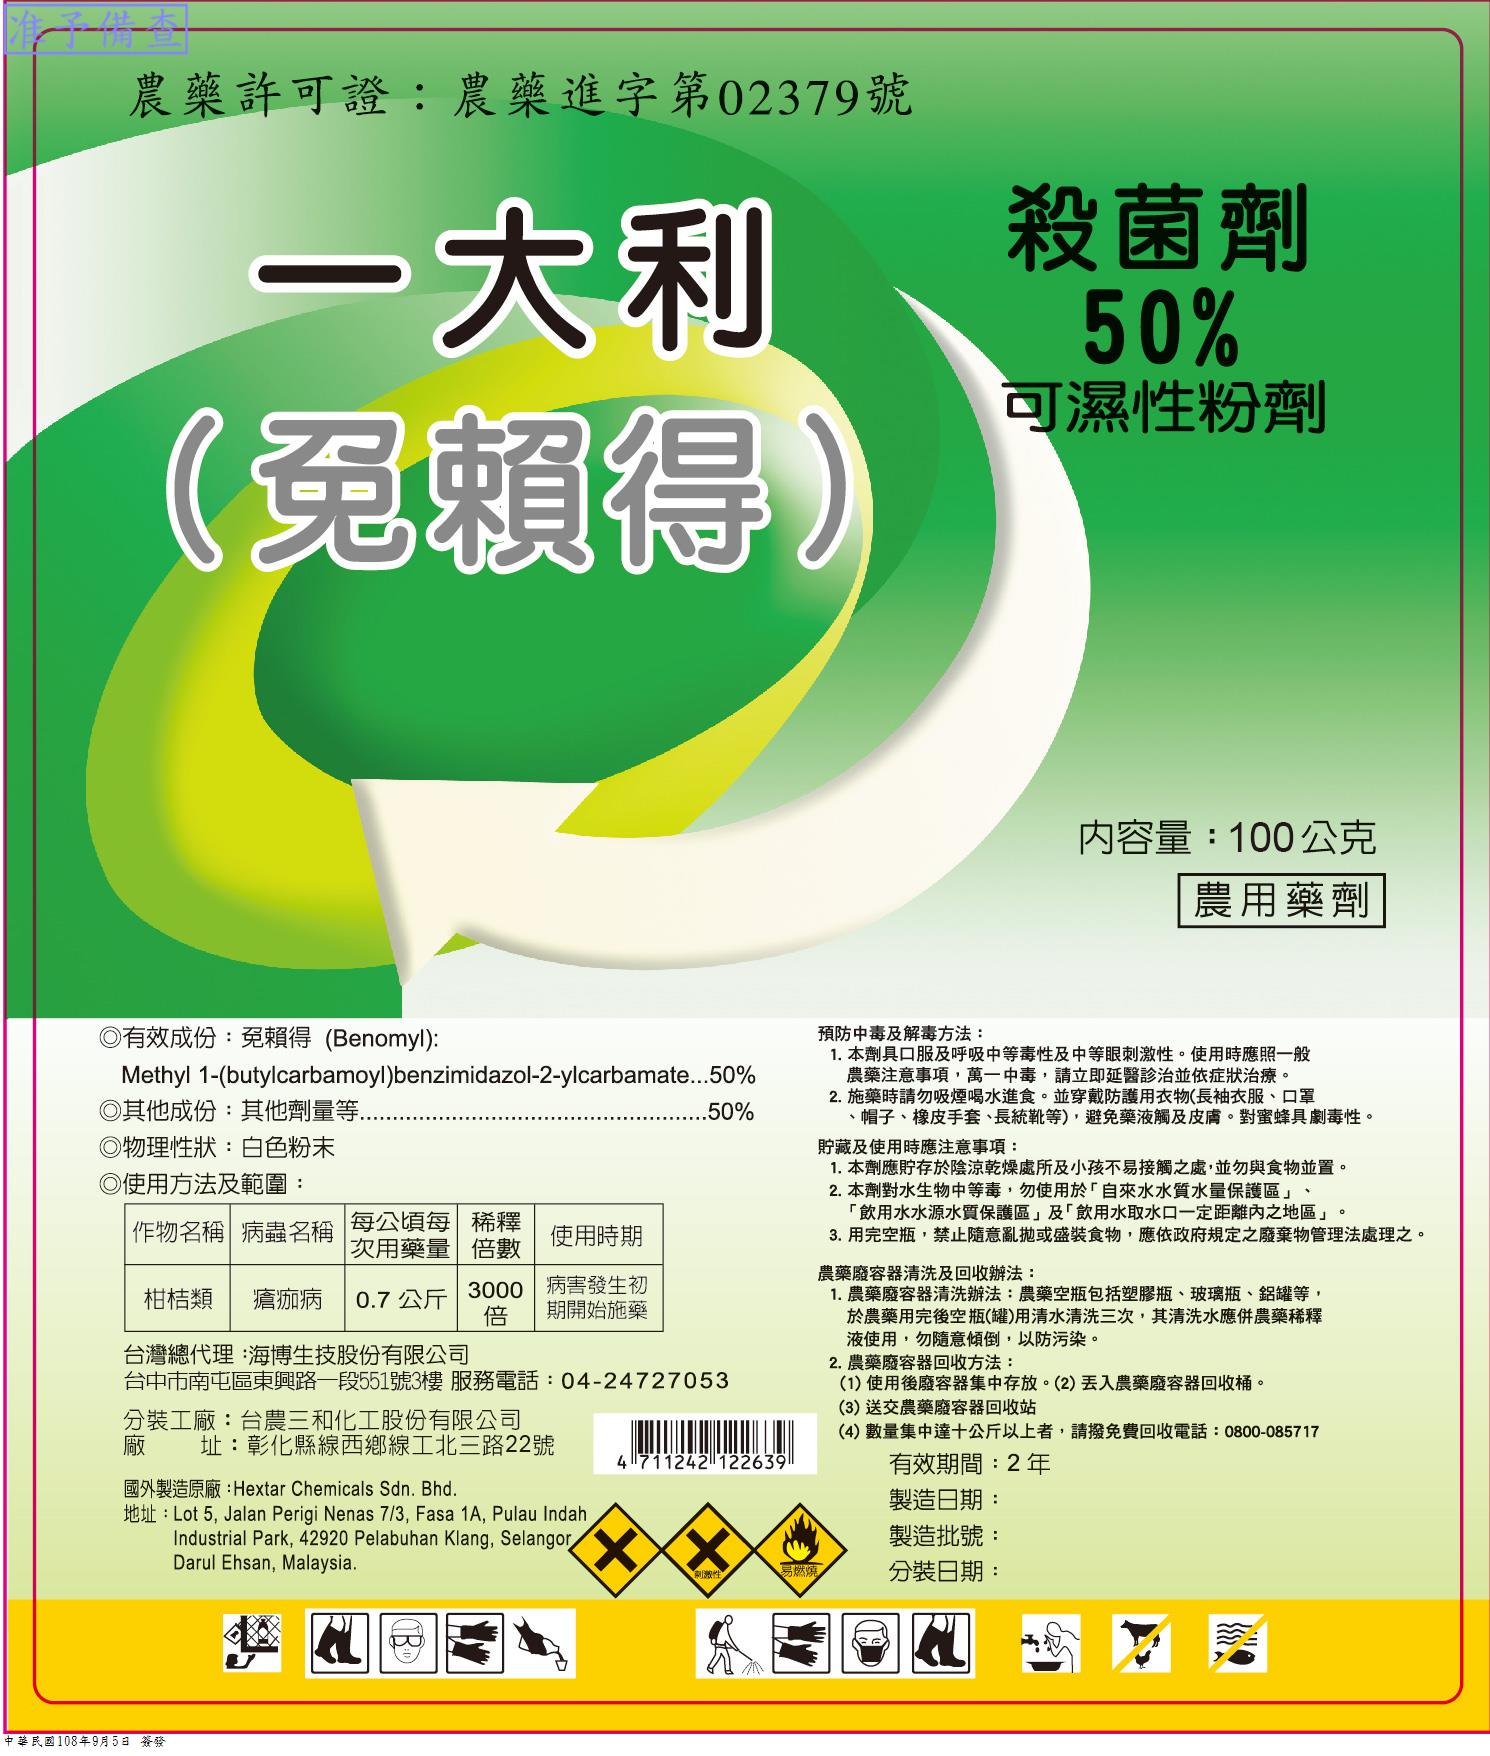 准予備查
農藥許可證：農藥進字第02379號
一大利
(免賴得)
殺菌劑
50%
可濕性粉劑
內容量：100公克
農用藥劑
◎有效成份：免賴得 (Benomyl):
Methyl 1-(butylcarbamoyl)benzimidazol-2-ylcarbamate...50%
◎其他成份：其他劑量等......................................................50%
◎物理性狀：白色粉末
◎使用方法及範圍：
作物名稱 病蟲名稱 每公頃每次用藥量 稀釋倍數 使用時期
柑桔類 瘡痂病 0.7 公斤 3000倍 病害發生初期開始施藥
台灣總代理：海博生技股份有限公司
台中市南屯區東興路一段551號3樓 服務電話：04-24727053
分裝工廠：台農三和化工股份有限公司
廠 址：彰化縣線西鄉線工北三路22號
4 711242 122639
國外製造原廠：Hextar Chemicals Sdn. Bhd.
地址：Lot 5, Jalan Perigi Nenas 7/3, Fasa 1A, Pulau Indah
Industrial Park, 42920 Pelabuhan Klang, Selangor
Darul Ehsan, Malaysia.
刺激性
易燃燒
預防中毒及解毒方法：
1. 本劑具口服及呼吸中等毒性及中等眼刺激性。使用時應照一般
農藥注意事項，萬一中毒，請立即延醫診治並依症狀治療。
2. 施藥時請勿吸煙喝水進食。並穿戴防護用衣物(長袖衣服、口罩
、帽子、橡皮手套、長統靴等)，避免藥液觸及皮膚。對蜜蜂具劇毒性。
貯藏及使用時應注意事項：
1. 本劑應貯存於陰涼乾燥處所及小孩不易接觸之處，並勿與食物並置。
2. 本劑對水生物中等毒，勿使用於「自來水水質水量保護區」、
「飲用水水源水質保護區」及「飲用水取水口一定距離內之地區」。
3. 用完空瓶，禁止隨意亂拋或盛裝食物，應依政府規定之廢棄物管理法處理之。
農藥廢容器清洗及回收辦法：
1. 農藥廢容器清洗辦法：農藥空瓶包括塑膠瓶、玻璃瓶、鋁罐等，
於農藥用完後空瓶(罐)用清水清洗三次，其清洗水應併農藥稀釋
液使用，勿隨意傾倒，以防污染。
2. 農藥廢容器回收方法：
(1) 使用後廢容器集中存放。(2) 丟入農藥廢容器回收桶。
(3) 送交農藥廢容器回收站
(4) 數量集中達十公斤以上者，請撥免費回收電話：0800-085717
有效期間：2 年
製造日期：
製造批號：
分裝日期：
中華民國108年9月5日 簽發